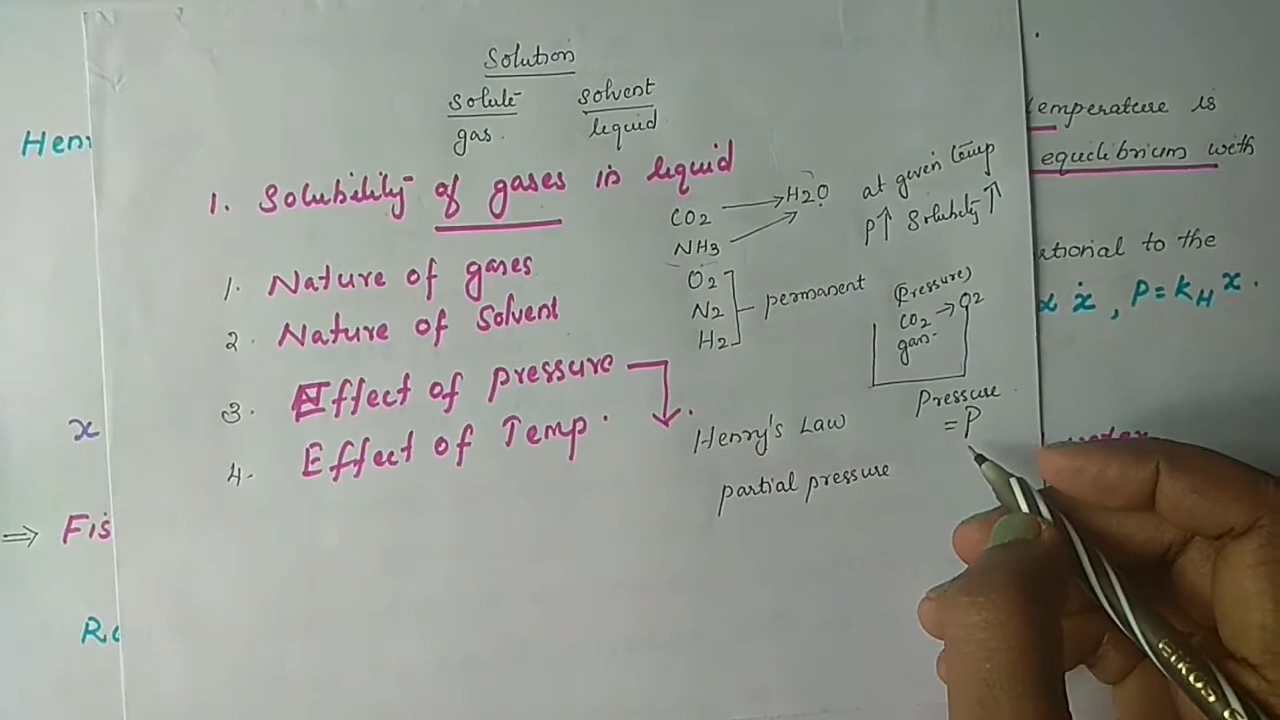 Solution
solute solvent
gas. liquid
1. Solubility of gases in liquid
CO2 → H2O
NH3
at given temp
P↑ Solubility ↑
1. Nature of gases
2. Nature of Solvent
3. Effect of pressure
4. Effect of Temp.
O2
N2
H2
permanent
(Pressure)
CO2 → O2
gas
Pressure
= P
Henry's Law
partial pressure
Hen
x
⇒ Fis
R
temperature is
equilibrium with
rtional to the
α x, P = KH x.
water